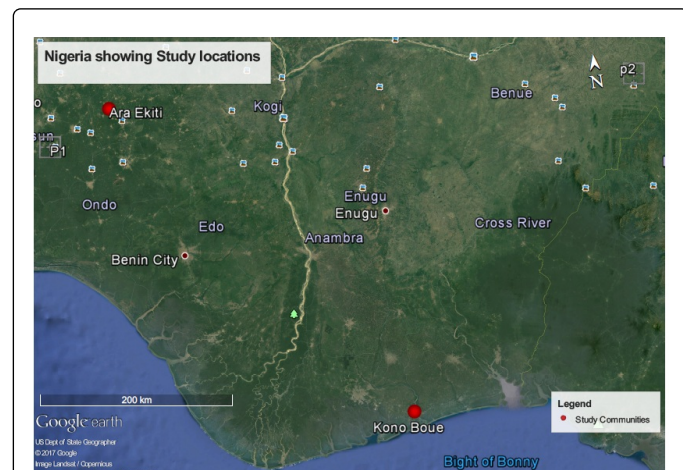 Nigeria showing Study locations
p2
N
Benue
Kogi
Ara Ekiti
P1
Ondo
Edo
Enugu
Enugu
Cross River
Anambra
Benin City
200 km
Legend
Study Communities
Google earth
Kono Boue
US Dept of State Geographer
© 2017 Google
Image Landsat / Copernicus
Bight of Bonny